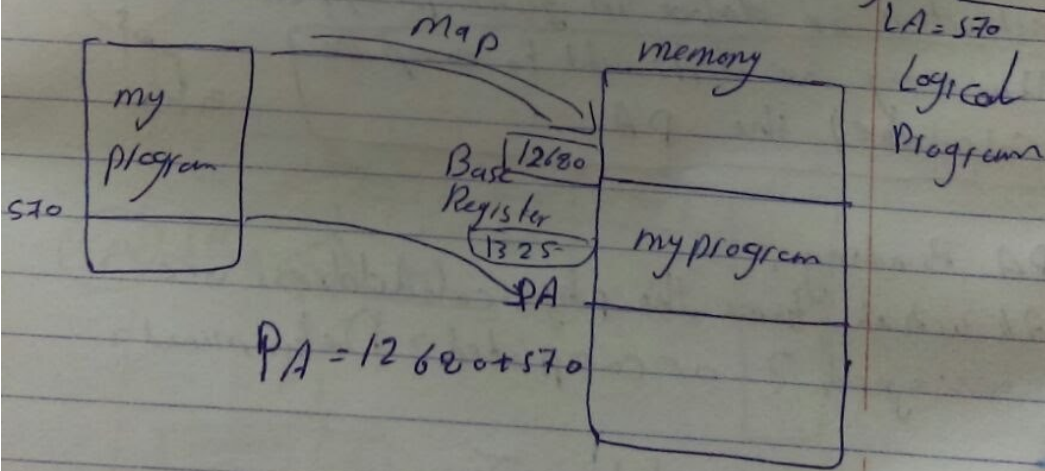 Map
LA = 570
Logical
Program
memory
my
program
570
12680
Base
Register
1325
my program
PA
PA = 12680+570